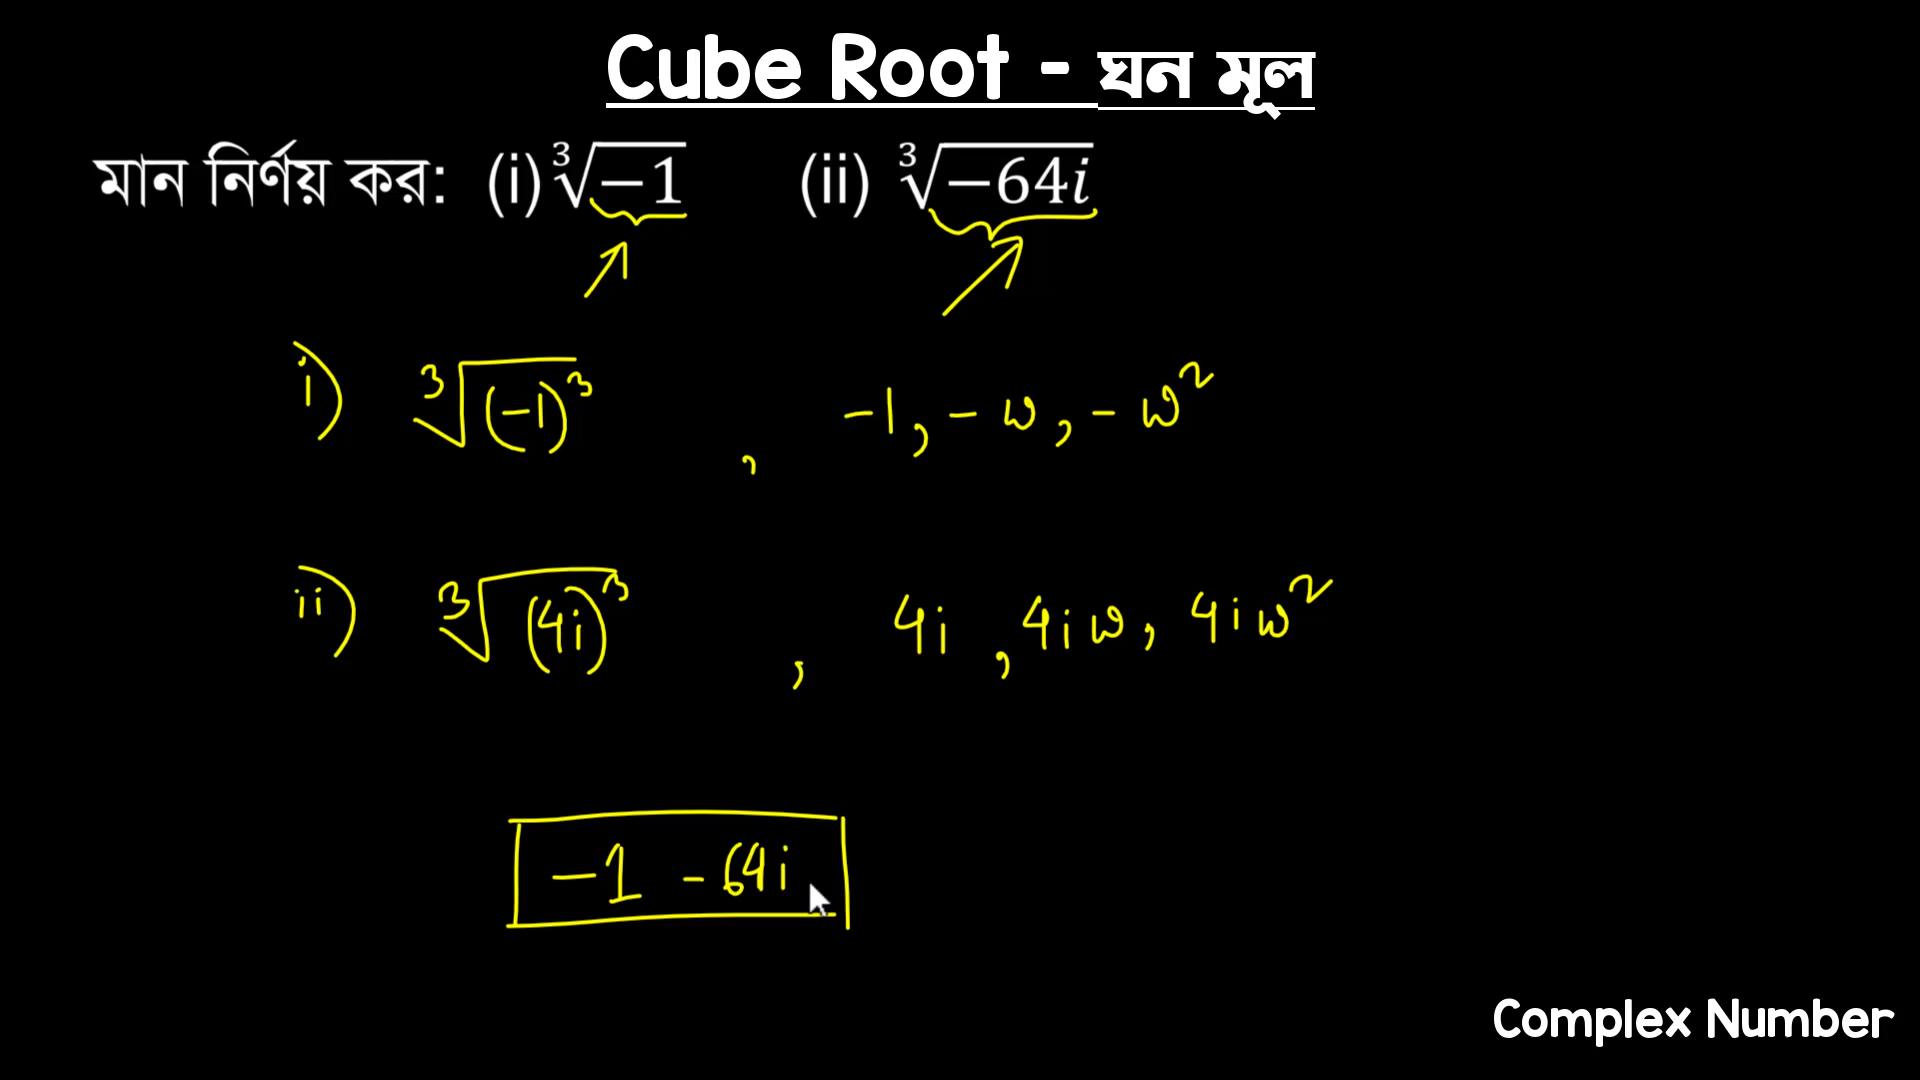 Cube Root - ঘন মূল
মান নির্ণয় কর: (i) ∛−1 (ii) ∛−64i
i) ∛(-1)³ , -1, -ω, -ω²
ii) ∛(4i)³ , 4i, 4iω, 4iω²
-1 -64i
Complex Number